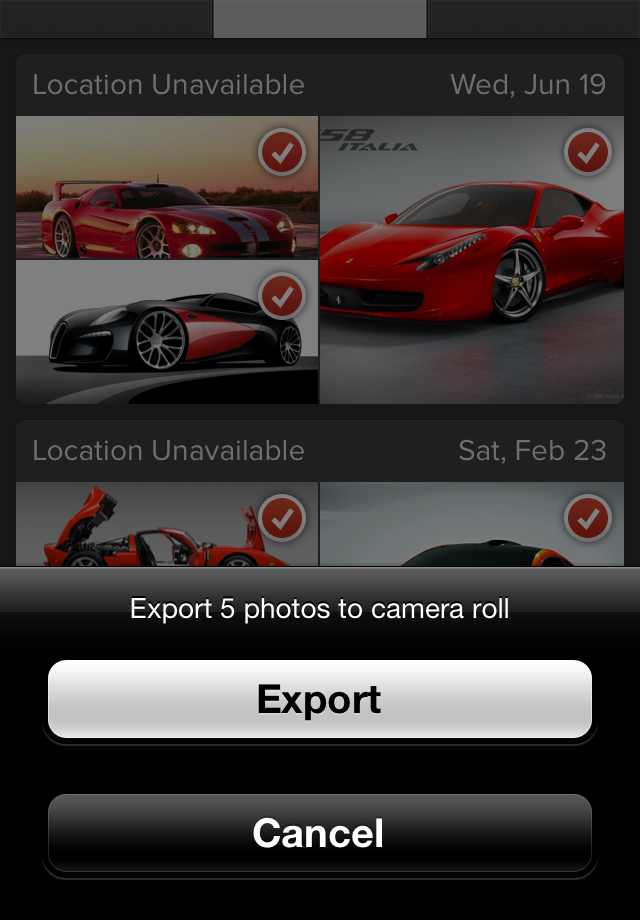 Location Unavailable Wed, Jun 19
58
ITALIA
Location Unavailable Sat, Feb 23
Export 5 photos to camera roll
Export
Cancel